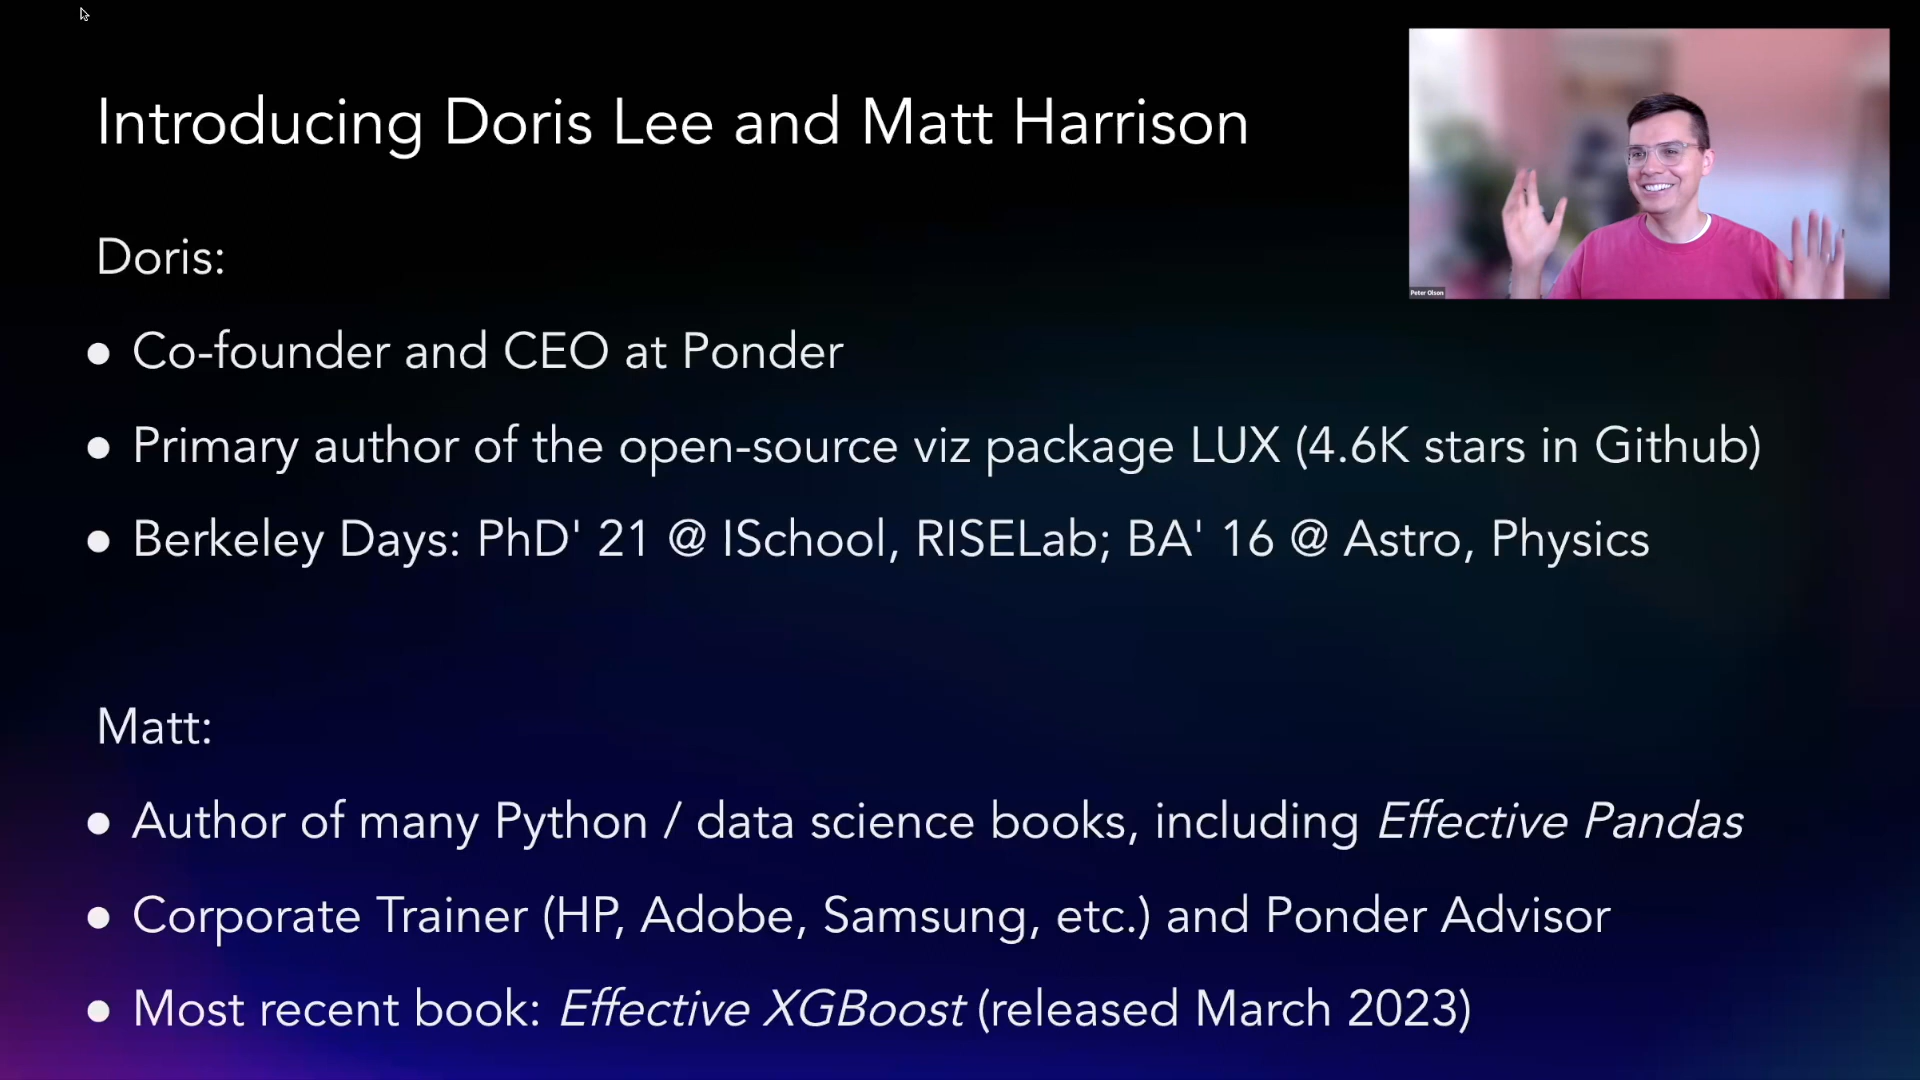 Introducing Doris Lee and Matt Harrison
Peter Olson
Doris:
● Co-founder and CEO at Ponder
● Primary author of the open-source viz package LUX (4.6K stars in Github)
● Berkeley Days: PhD' 21 @ ISchool, RISELab; BA' 16 @ Astro, Physics
Matt:
● Author of many Python / data science books, including Effective Pandas
● Corporate Trainer (HP, Adobe, Samsung, etc.) and Ponder Advisor
● Most recent book: Effective XGBoost (released March 2023)